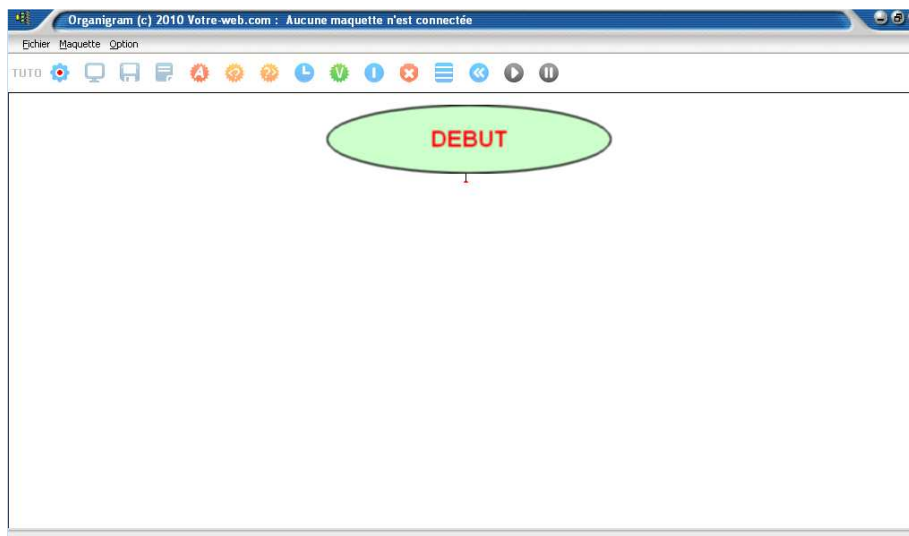 Organigram (c) 2010 Votre-web.com : Aucune maquette n'est connectée
Fichier Maquette Option
TUTO A V I
DEBUT